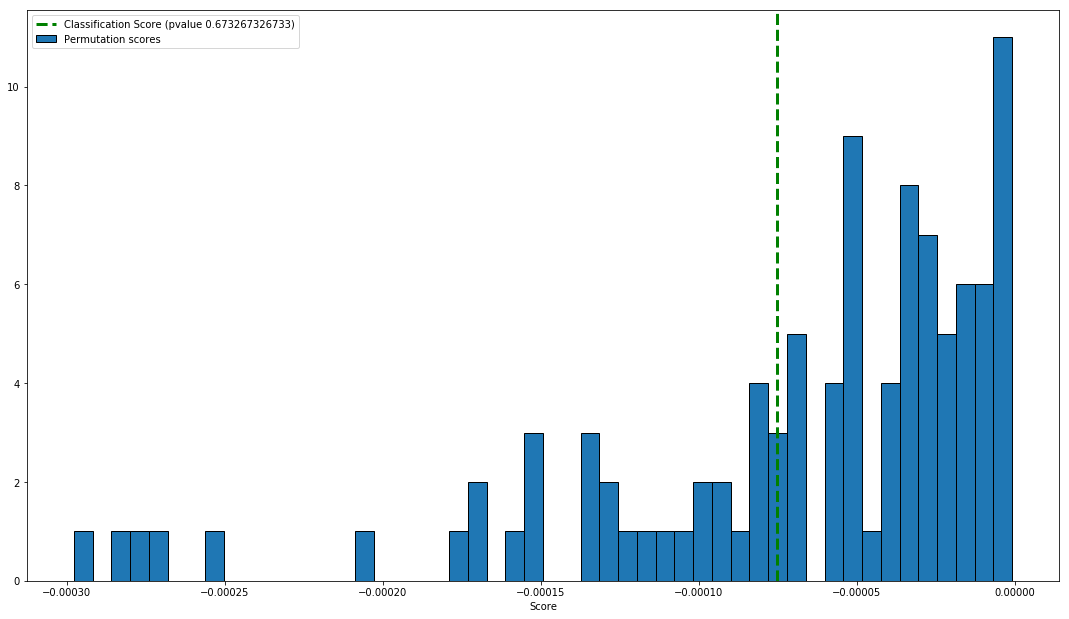 Classification Score (pvalue 0.673267326733)
Permutation scores
10
8
6
4
2
0
−0.00030 −0.00025 −0.00020 −0.00015 −0.00010 −0.00005 0.00000
Score